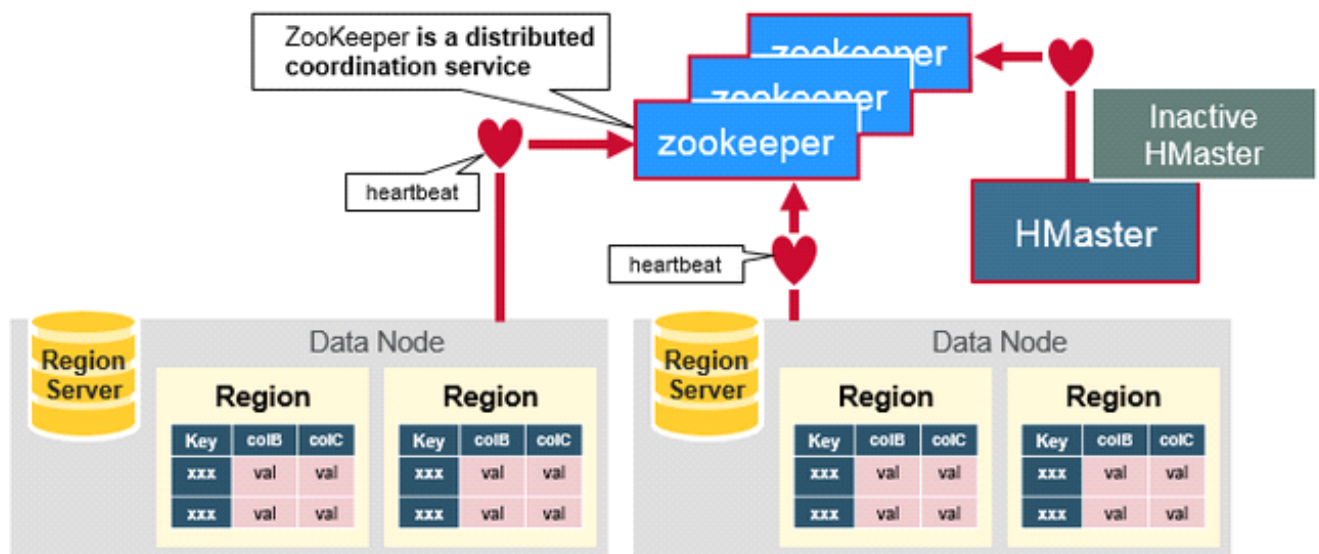 ZooKeeper is a distributed
coordination service
zookeeper
zookeeper
zookeeper
Inactive
HMaster
HMaster
heartbeat
heartbeat
Data Node
Region
Server
Region
Key colB colC
xxx val val
xxx val val
Region
Key colB colC
xxx val val
xxx val val
Data Node
Region
Server
Region
Key colB colC
xxx val val
xxx val val
Region
Key colB colC
xxx val val
xxx val val